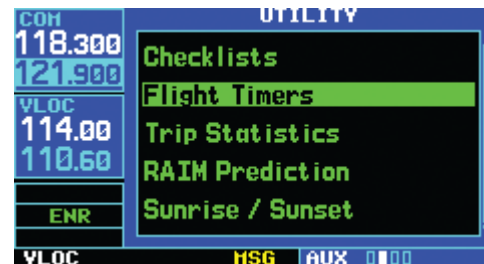 COM
118.300
121.900
VLOC
114.00
110.60
ENR
VLOC
UTILITY
Checklists
Flight Timers
Trip Statistics
RAIM Prediction
Sunrise / Sunset
MSG
AUX